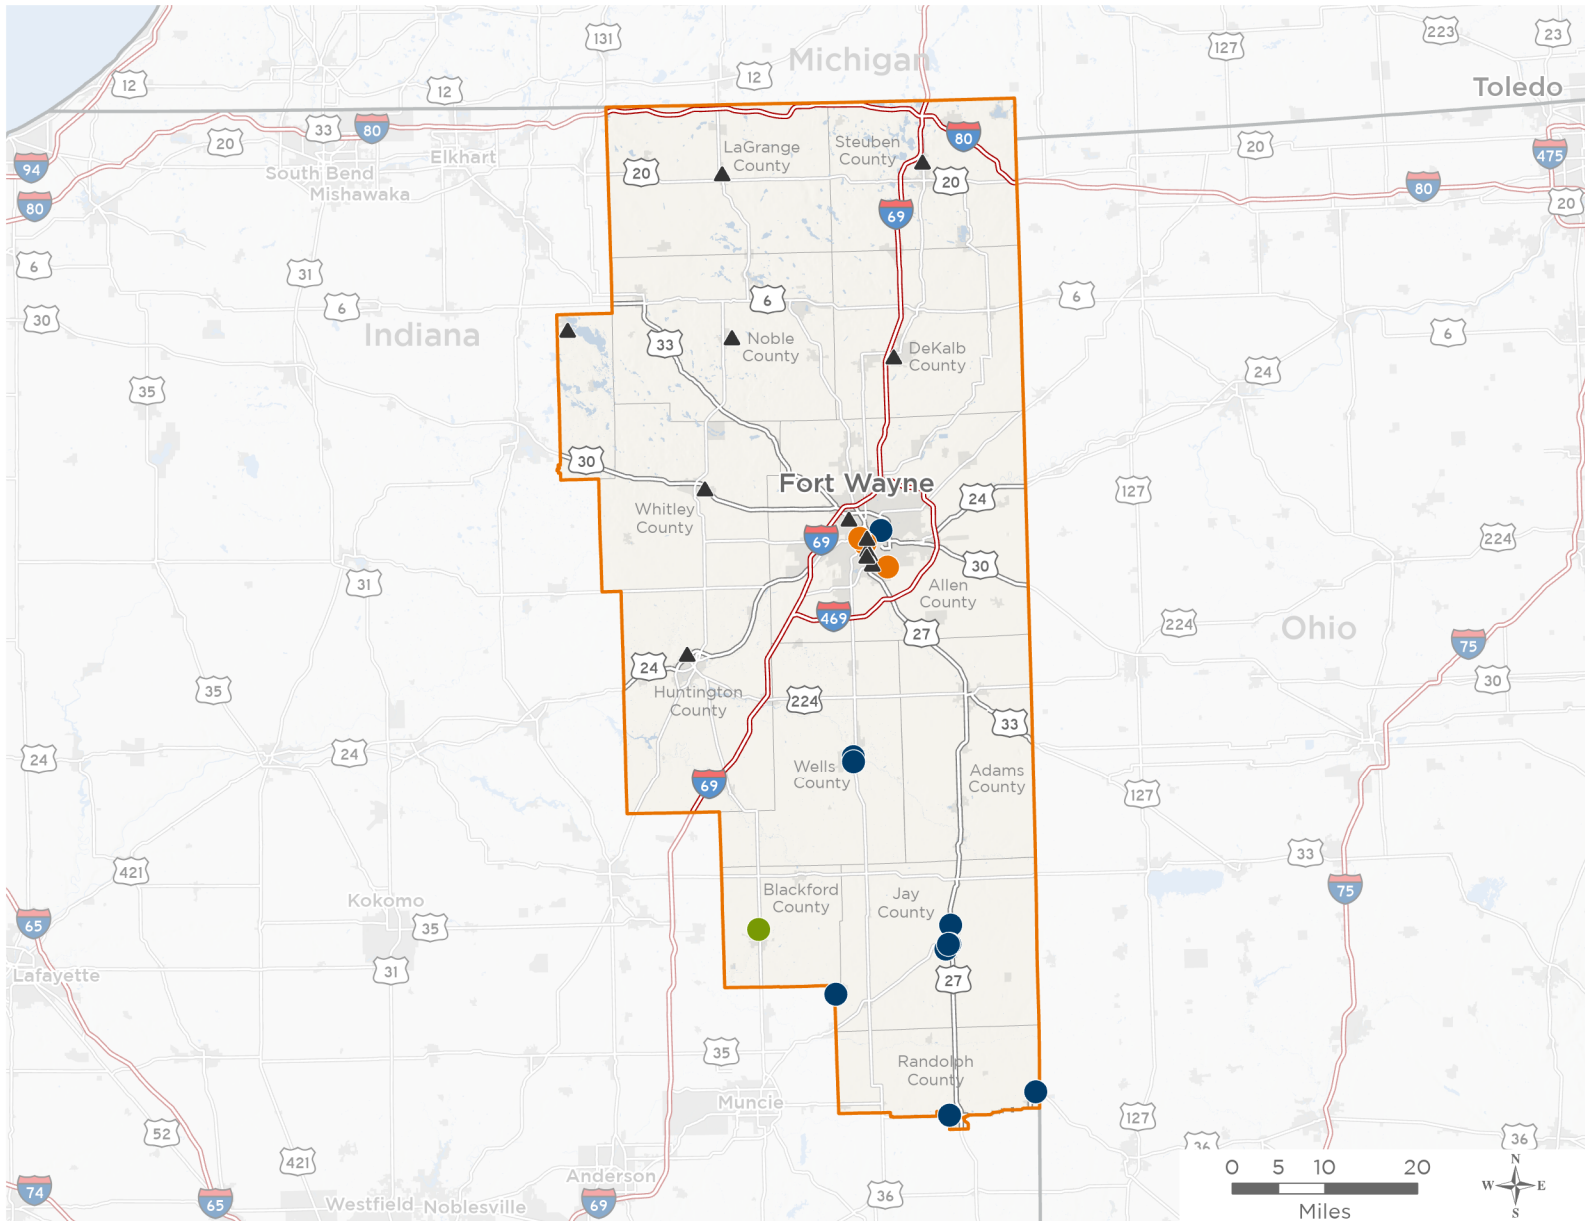 131
223
23
127
Michigan
12
12
12
Toledo
33
80
20
80
20
475
94
Elkhart
LaGrange
County
Steuben
County
South Bend
Mishawaka
20
20
80
80
20
69
6
31
6
6
6
30
Indiana
33
Noble
County
DeKalb
County
6
35
24
30
Fort Wayne
24
127
Whitley
County
69
224
30
31
Allen
County
469
224
27
Ohio
75
24
35
Huntington
County
224
30
33
24
24
Wells
County
Adams
County
69
127
33
421
Blackford
County
Jay
County
75
Kokomo
65
35
Lafayette
31
27
35
Randolph
County
Muncie
127
52
36
36
421
Anderson
74
65
Westfield
Noblesville
69
36
0 5 10 20
Miles
N
W E
S